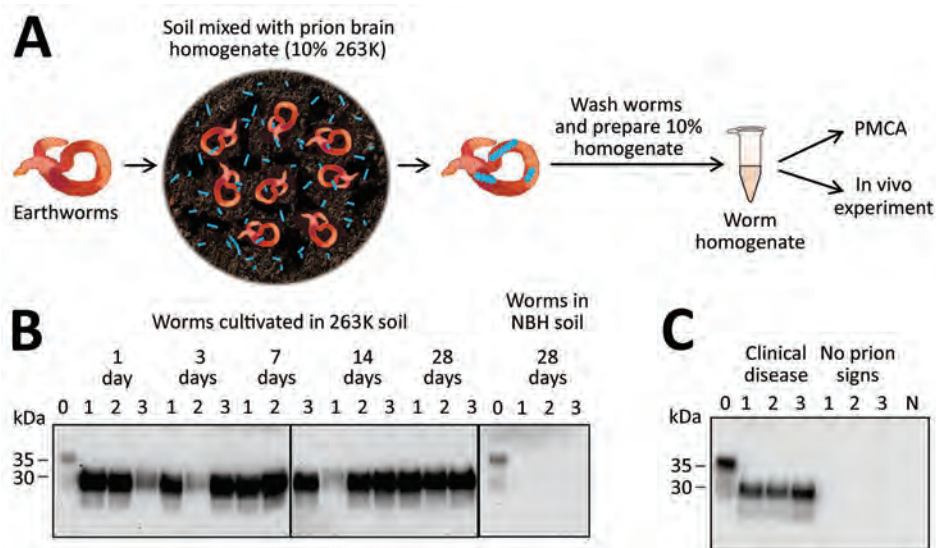 A
Soil mixed with prion brain
homogenate (10% 263K)
Earthworms
Wash worms
and prepare 10%
homogenate
Worm
homogenate
PMCA
In vivo
experiment
B
Worms cultivated in 263K soil
Worms in
NBH soil
1
day
3
days
7
days
14
days
28
days
28
days
kDa
0 1 2 3 1 2 3 1 2 3 1 2 3 1 2 3 0 1 2 3
35
30
C
Clinical
disease
No prion
signs
kDa
0 1 2 3 1 2 3 N
35
30